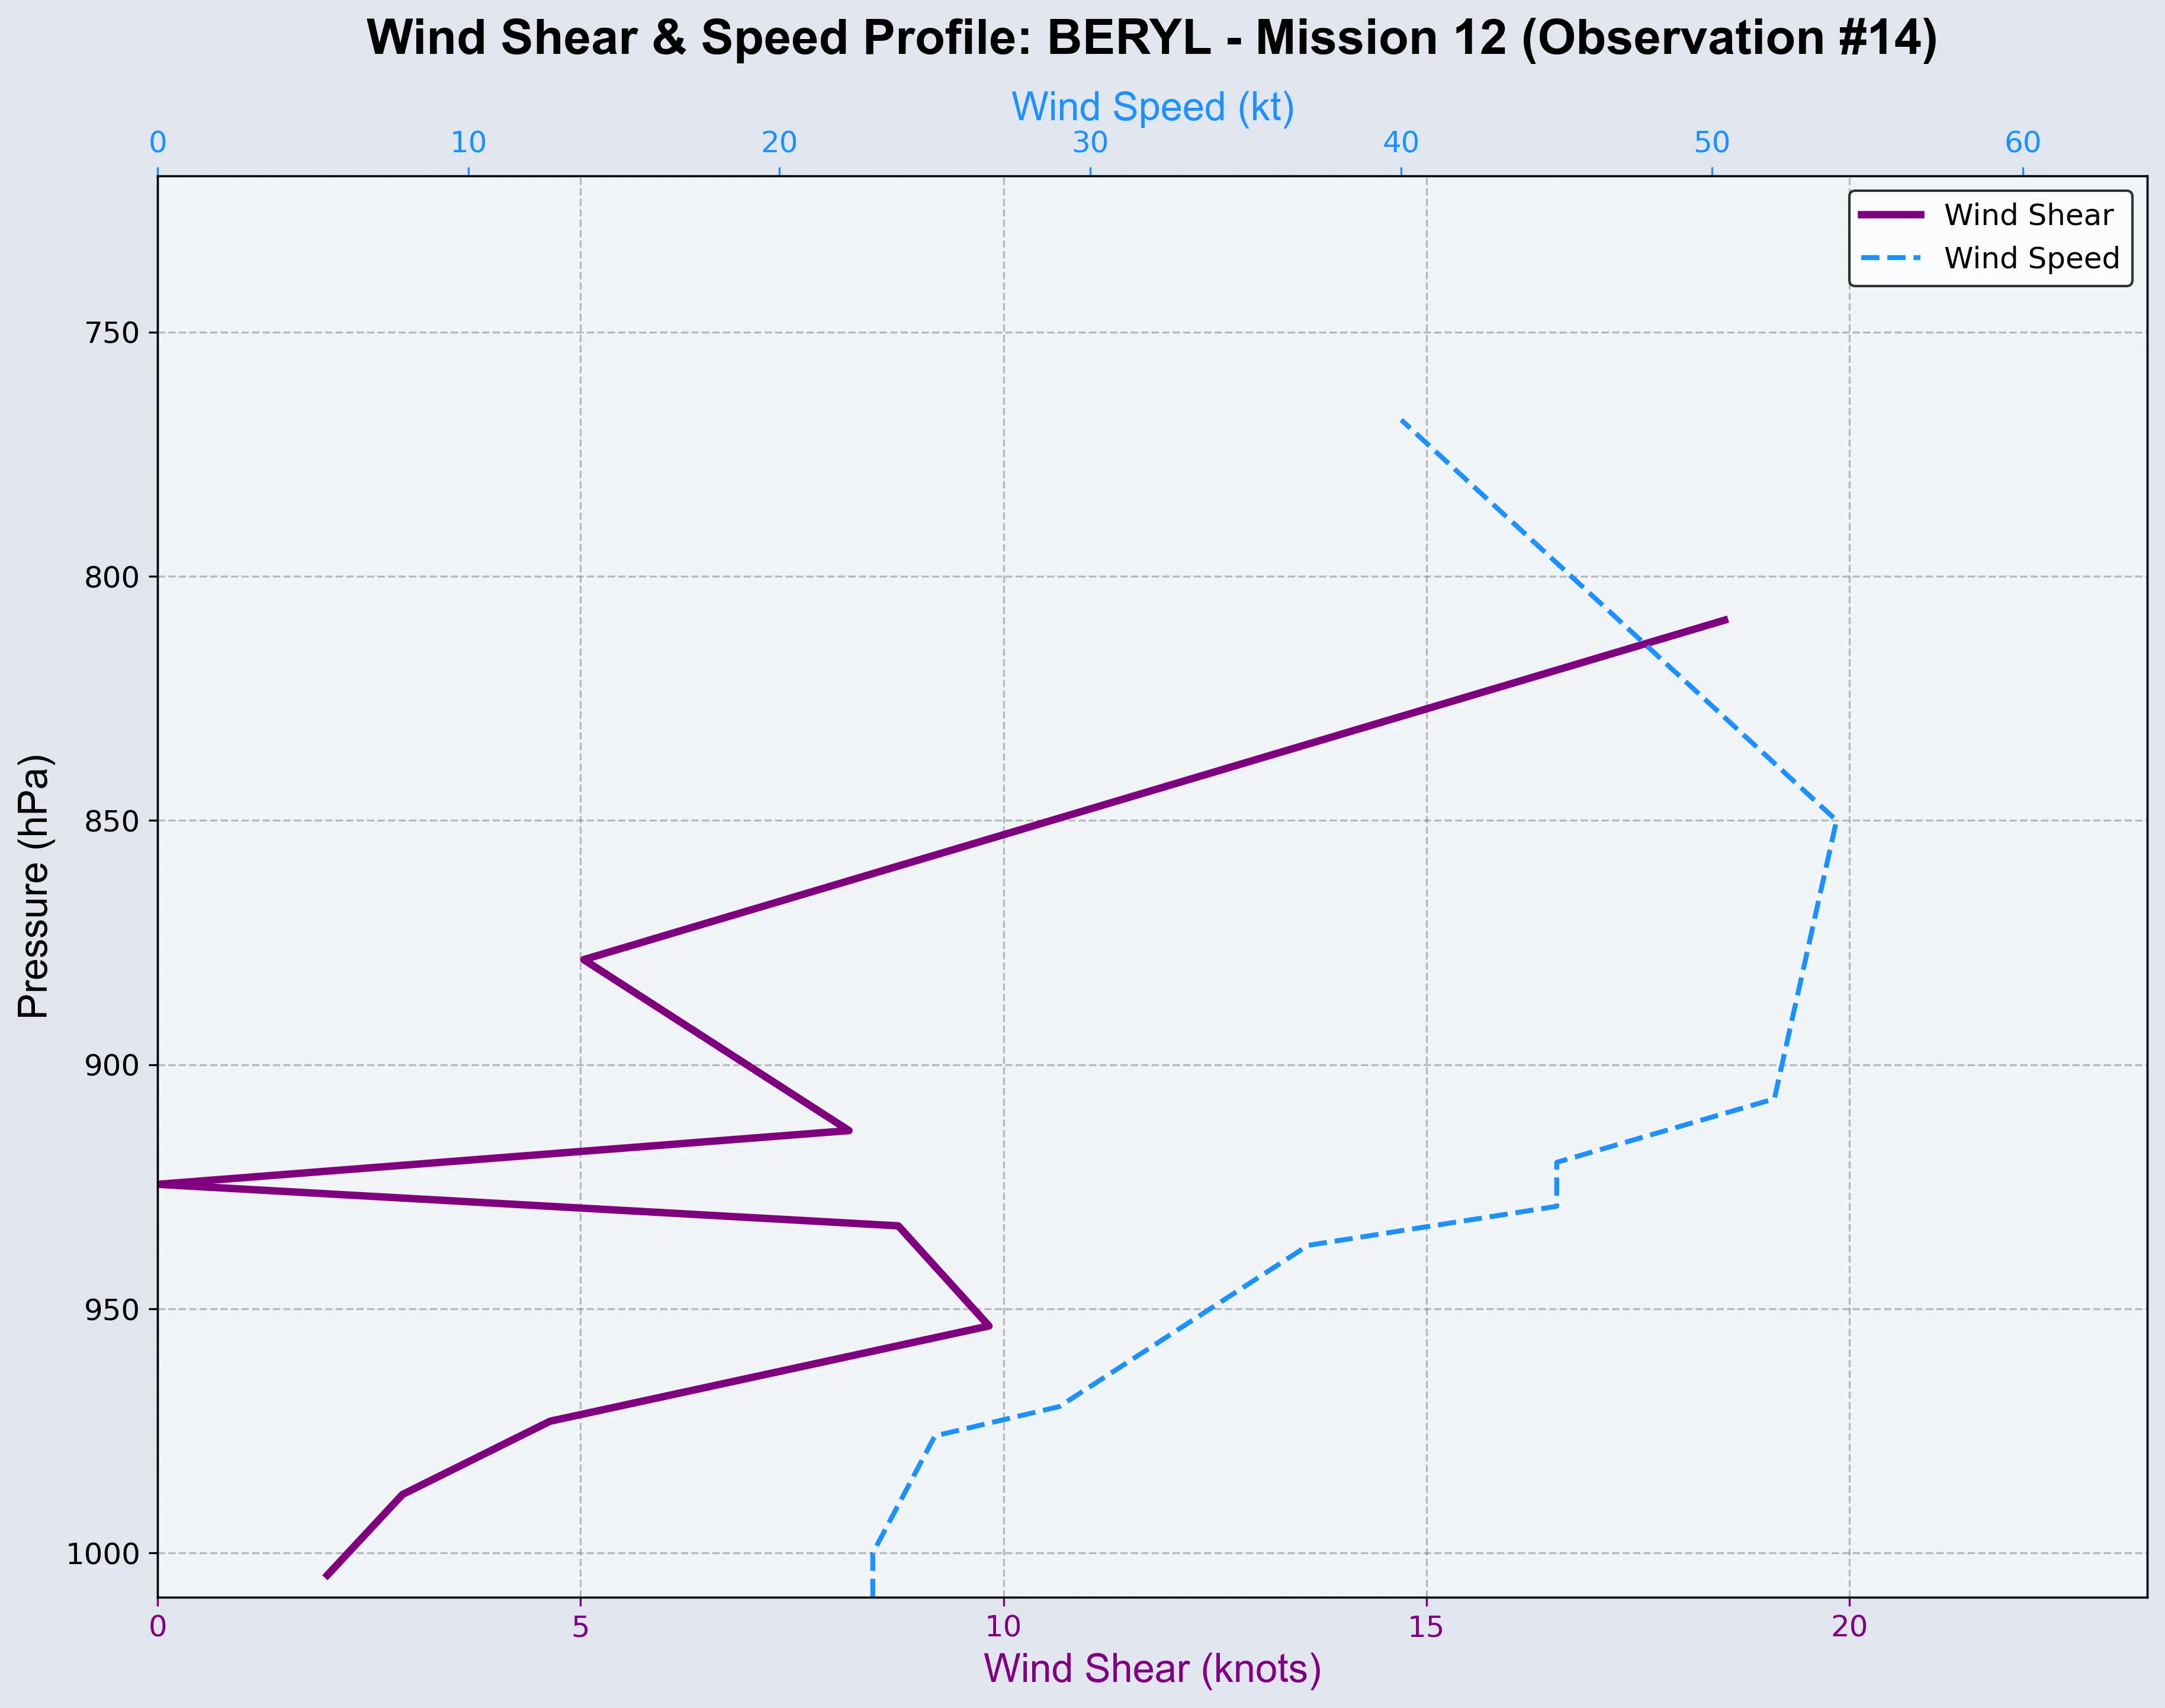 Wind Shear & Speed Profile: BERYL - Mission 12 (Observation #14)
Wind Speed (kt)
0 10 20 30 40 50 60
Wind Shear
Wind Speed
750
800
850
900
950
1000
Pressure (hPa)
0 5 10 15 20
Wind Shear (knots)